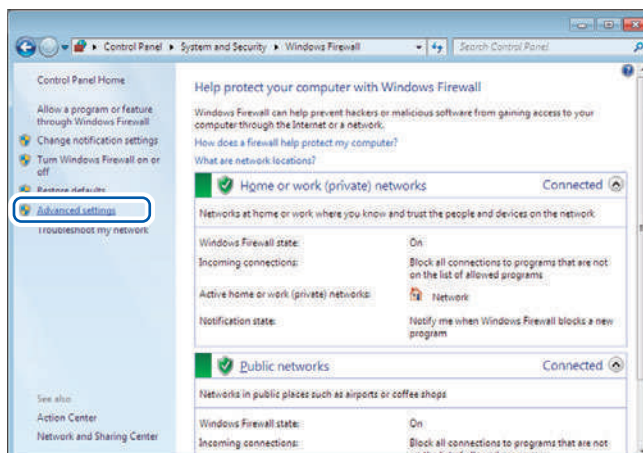 Control Panel ▸ System and Security ▸ Windows Firewall
Search Control Panel
Control Panel Home
Allow a program or feature
through Windows Firewall
Change notification settings
Turn Windows Firewall on or
off
Restore defaults
Advanced settings
Troubleshoot my network
See also
Action Center
Network and Sharing Center
Help protect your computer with Windows Firewall
Windows Firewall can help prevent hackers or malicious software from gaining access to your
computer through the Internet or a network.
How does a firewall help protect my computer?
What are network locations?
Home or work (private) networks Connected
Networks at home or work where you know and trust the people and devices on the network
Windows Firewall state: On
Incoming connections: Block all connections to programs that are not
on the list of allowed programs
Active home or work (private) networks: Network
Notification state: Notify me when Windows Firewall blocks a new
program
Public networks Connected
Networks in public places such as airports or coffee shops
Windows Firewall state: On
Incoming connections: Block all connections to programs that are not